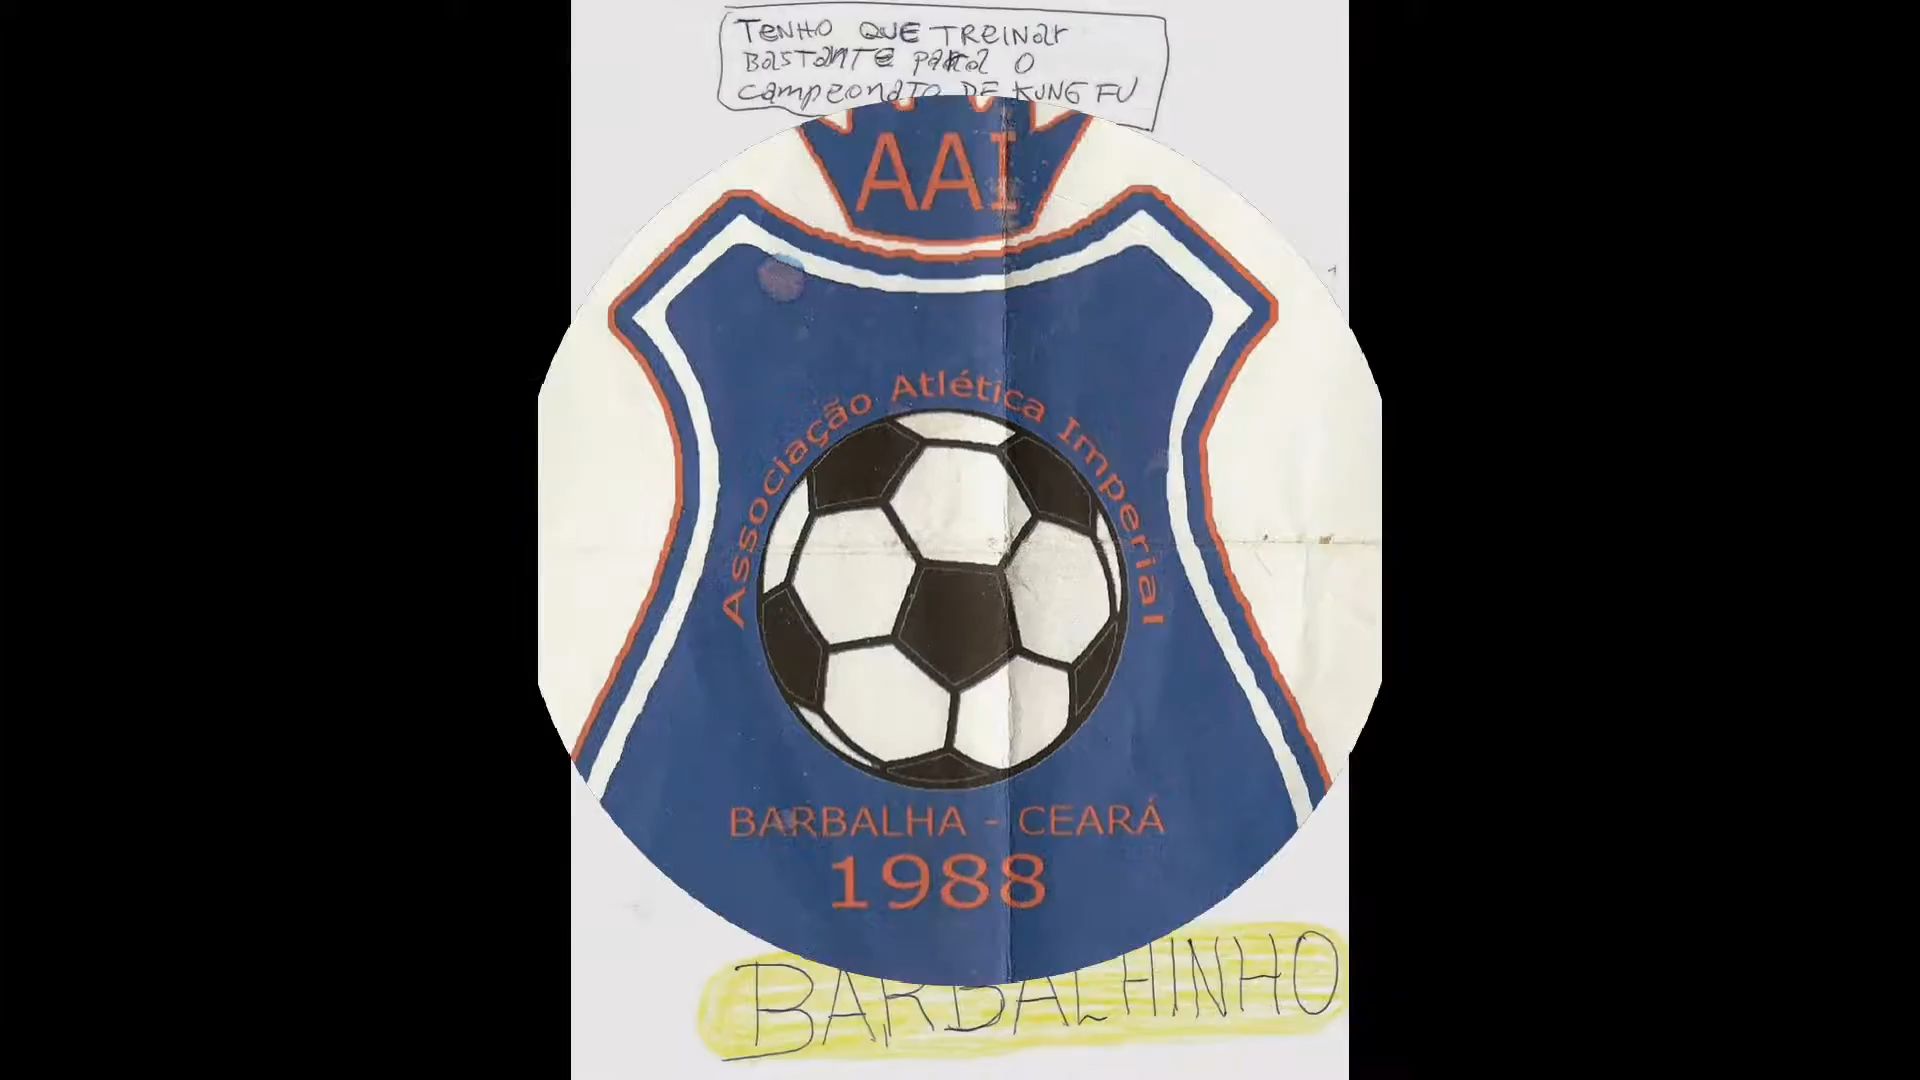 TENHO QUE TREINAR
BASTANTE PARA O
CAMPEONATO DE KUNG FU
AAI
Associação Atlética Imperial
BARBALHA - CEARÁ
1988
BARBALHINHO